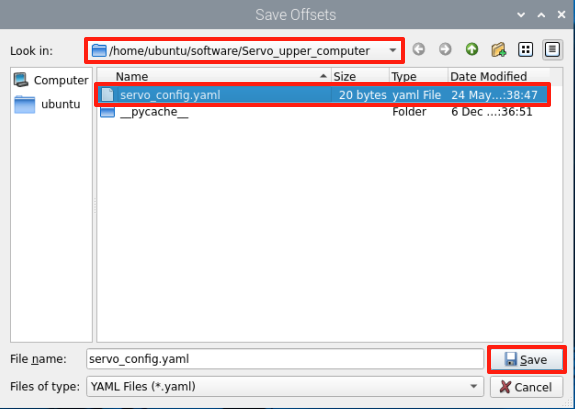 Save Offsets
Look in: /home/ubuntu/software/Servo_upper_computer
Computer
ubuntu
Name Size Type Date Modified
servo_config.yaml 20 bytes yaml File 24 May...:38:47
__pycache__ Folder 6 Dec ...:36:51
File name: servo_config.yaml Save
Files of type: YAML Files (*.yaml) Cancel